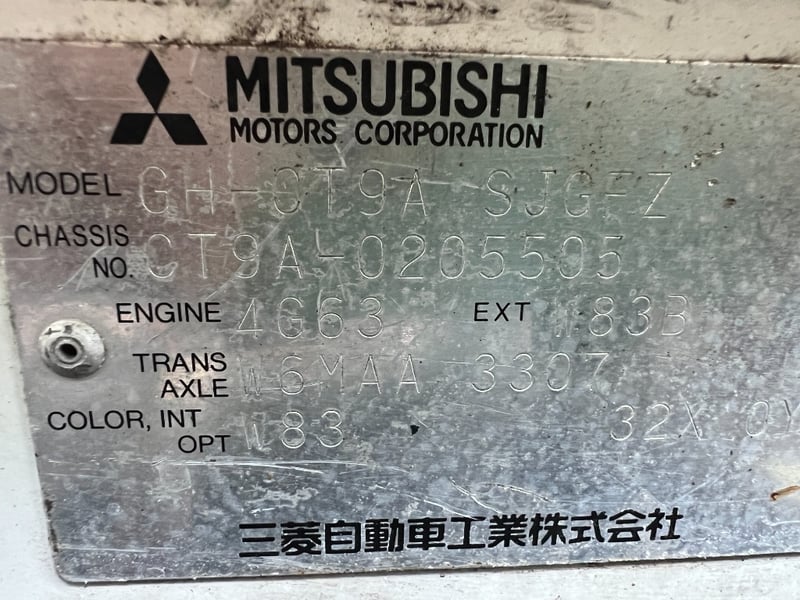 MITSUBISHI
MOTORS CORPORATION
MODEL GH-CT9A SJGFZ
CHASSIS NO. CT9A-0205505
ENGINE 4G63 EXT W83B
TRANS AXLE W6MAA 3307
COLOR, INT OPT W83 32X 0Y
三菱自動車工業株式会社